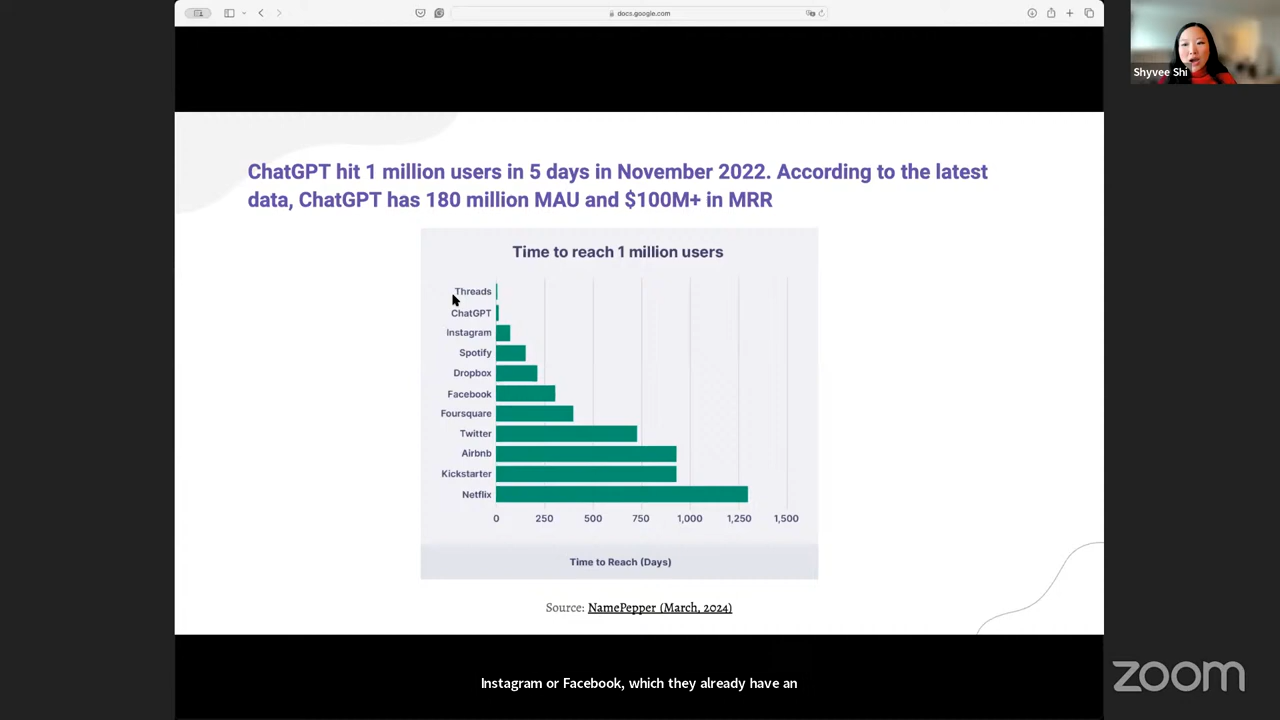 docs.google.com
Shyvee Shi
ChatGPT hit 1 million users in 5 days in November 2022. According to the latest
data, ChatGPT has 180 million MAU and $100M+ in MRR
Time to reach 1 million users
Threads
ChatGPT
Instagram
Spotify
Dropbox
Facebook
Foursquare
Twitter
Airbnb
Kickstarter
Netflix
0 250 500 750 1,000 1,250 1,500
Time to Reach (Days)
Source: NamePepper (March, 2024)
Instagram or Facebook, which they already have an
zoom